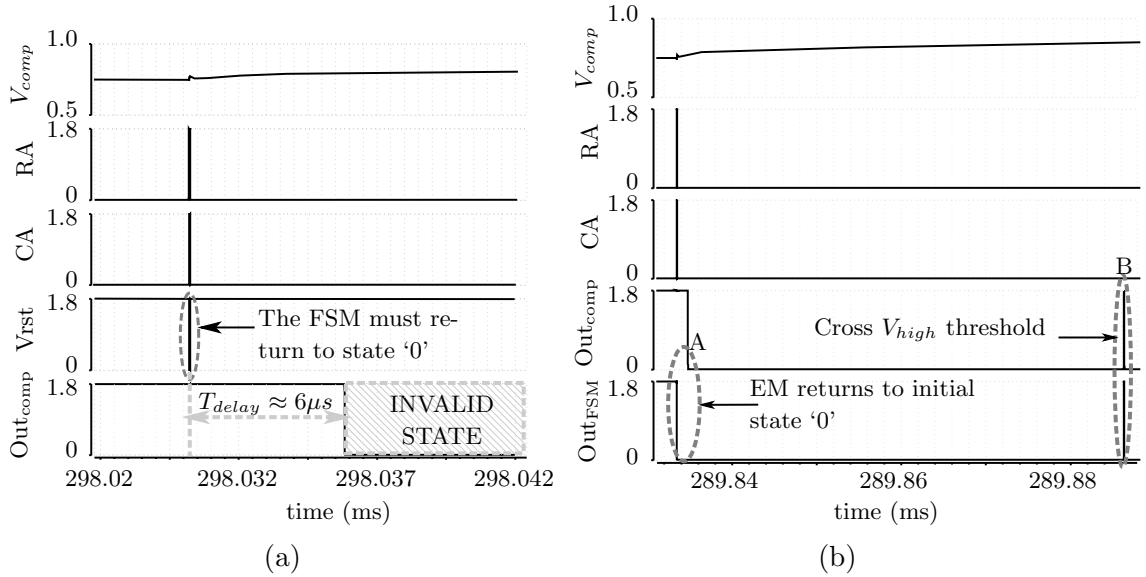 1.0
V_comp
0.5
1.8
RA
0
1.8
CA
0
1.8
Vrst
The FSM must re-
turn to state ‘0’
0
1.8
Out_comp
T_delay ≈ 6μs
INVALID
STATE
0
298.02 298.032 298.037 298.042
time (ms)
(a)
1.0
V_comp
0.5
1.8
RA
0
1.8
CA
0
B
1.8
Out_comp
Cross V_high threshold
A
0
1.8
Out_FSM
EM returns to initial
state ‘0’
0
289.84 289.86 289.88
time (ms)
(b)